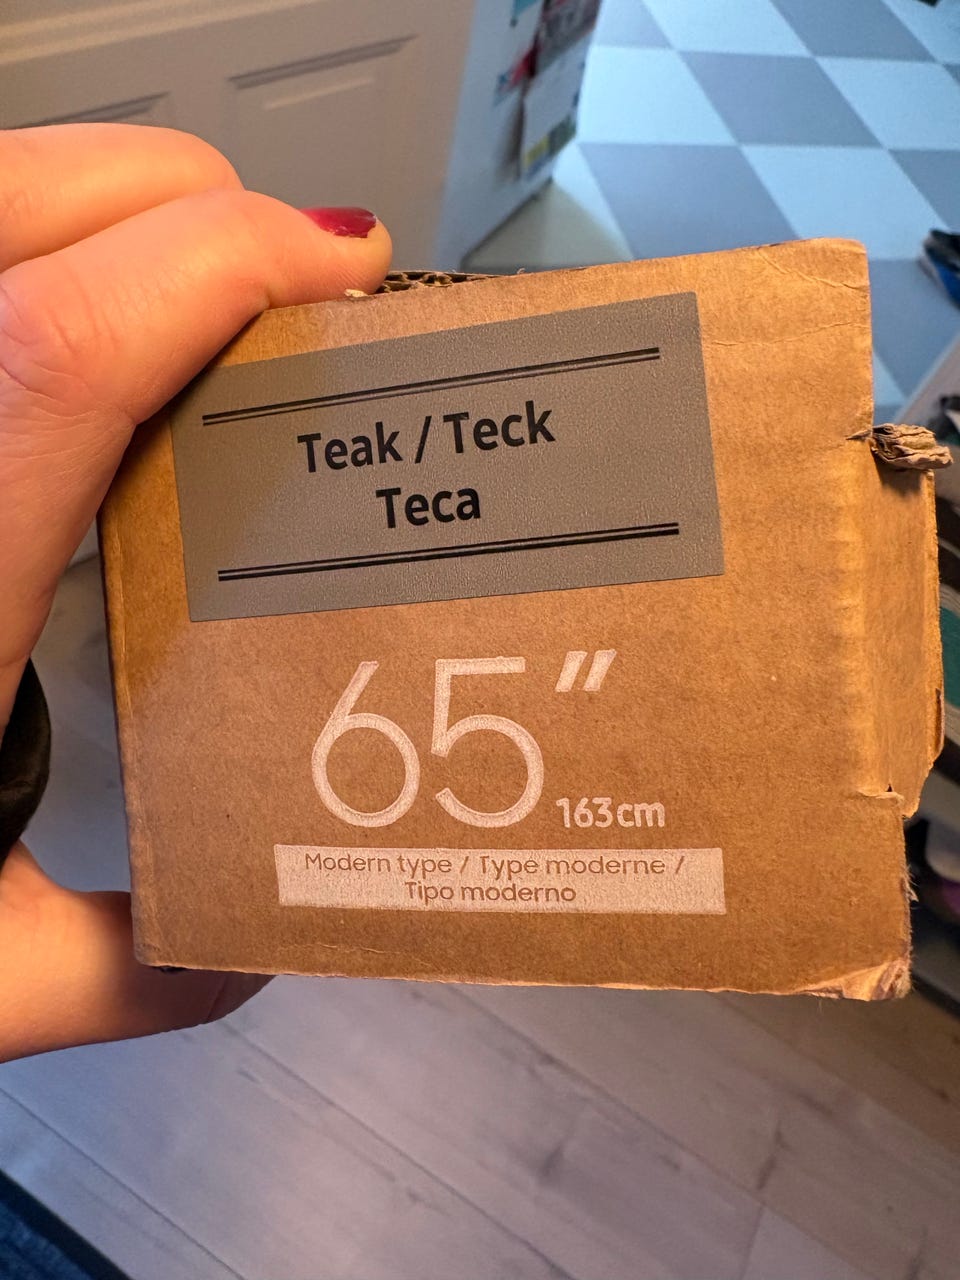 Teak / Teck
Teca
65"
163cm
Modern type / Type moderne /
Tipo moderno